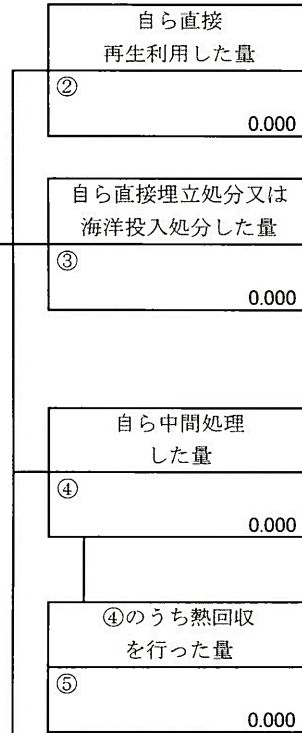 自ら直接
再生利用した量
②
0.000
自ら直接埋立処分又は
海洋投入処分した量
③
0.000
自ら中間処理
した量
④
0.000
④のうち熱回収
を行った量
⑤
0.000